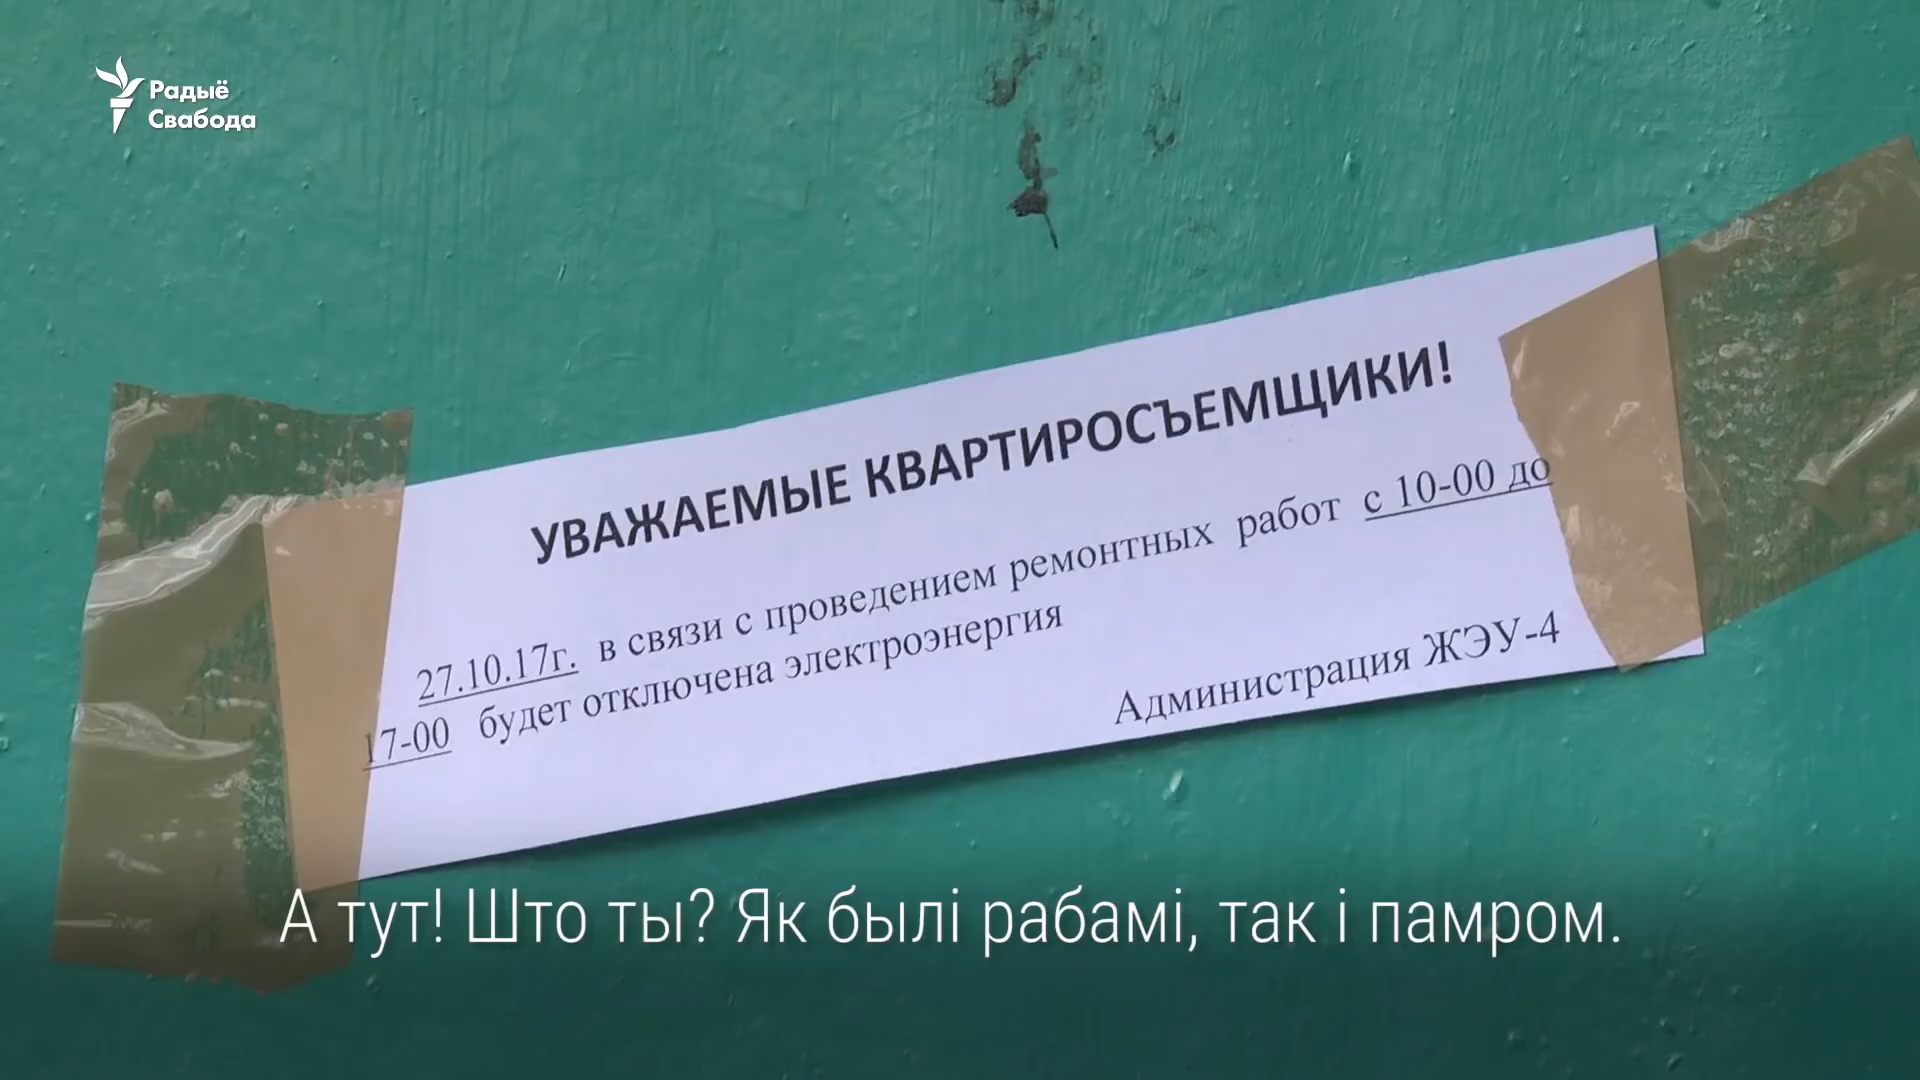 Радыё
Свабода
УВАЖАЕМЫЕ КВАРТИРОСЪЕМЩИКИ!
27.10.17г. в связи с проведением ремонтных работ с 10-00 до
17-00 будет отключена электроэнергия
Администрация ЖЭУ-4
А тут! Што ты? Як былі рабамі, так і памром.